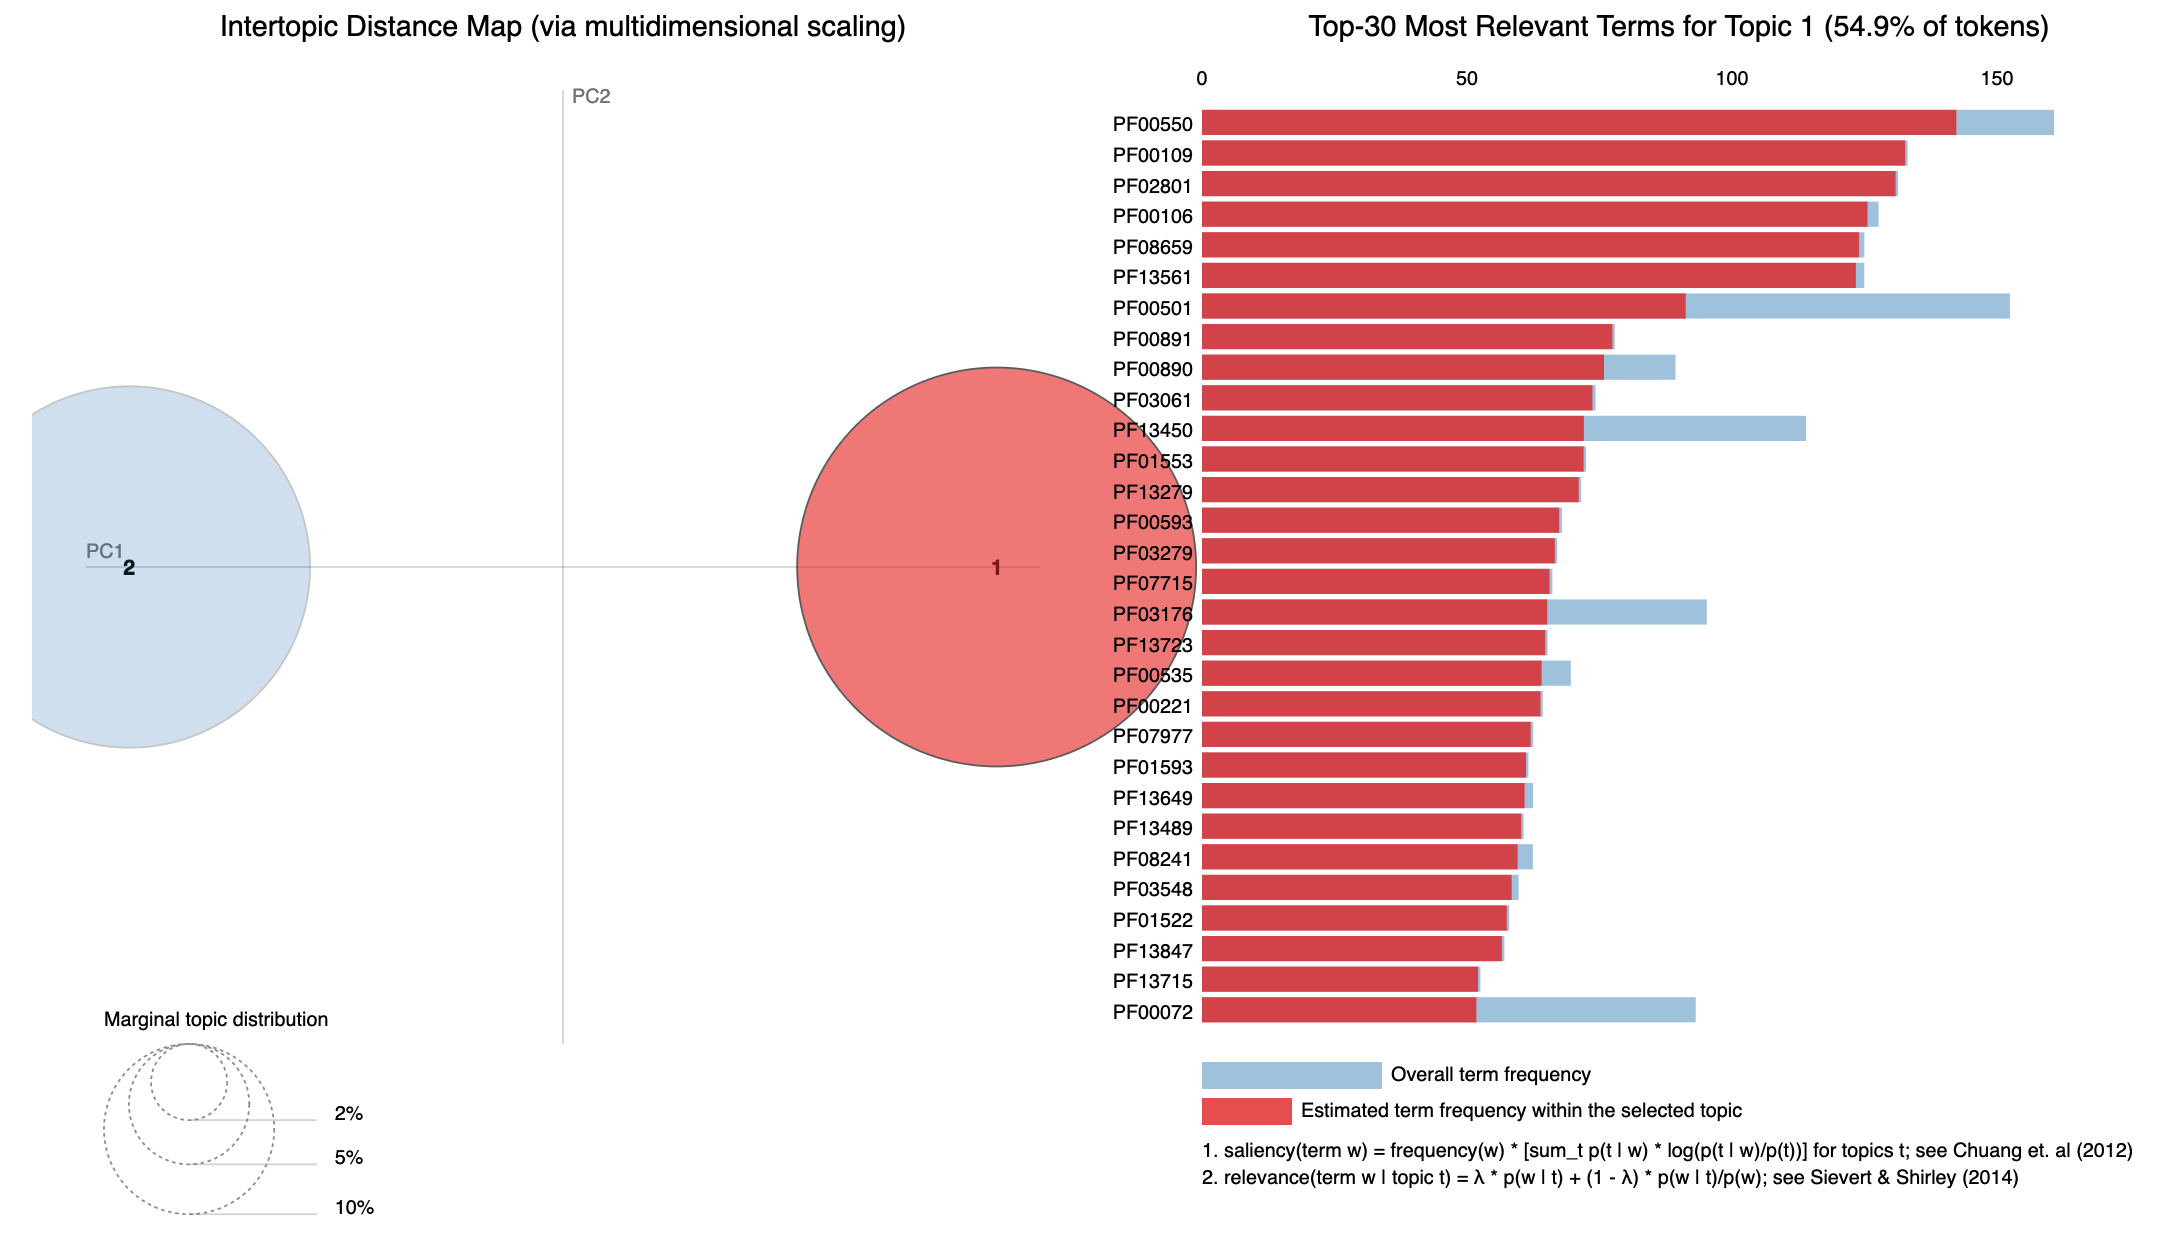 Intertopic Distance Map (via multidimensional scaling)
PC2
PC1
2
1
Marginal topic distribution
2%
5%
10%
Top-30 Most Relevant Terms for Topic 1 (54.9% of tokens)
0 50 100 150
PF00550
PF00109
PF02801
PF00106
PF08659
PF13561
PF00501
PF00891
PF00890
PF03061
PF13450
PF01553
PF13279
PF00593
PF03279
PF07715
PF03176
PF13723
PF00535
PF00221
PF07977
PF01593
PF13649
PF13489
PF08241
PF03548
PF01522
PF13847
PF13715
PF00072
Overall term frequency
Estimated term frequency within the selected topic
1. saliency(term w) = frequency(w) * [sum_t p(t | w) * log(p(t | w)/p(t))] for topics t; see Chuang et. al (2012)
2. relevance(term w | topic t) = λ * p(w | t) + (1 - λ) * p(w | t)/p(w); see Sievert & Shirley (2014)